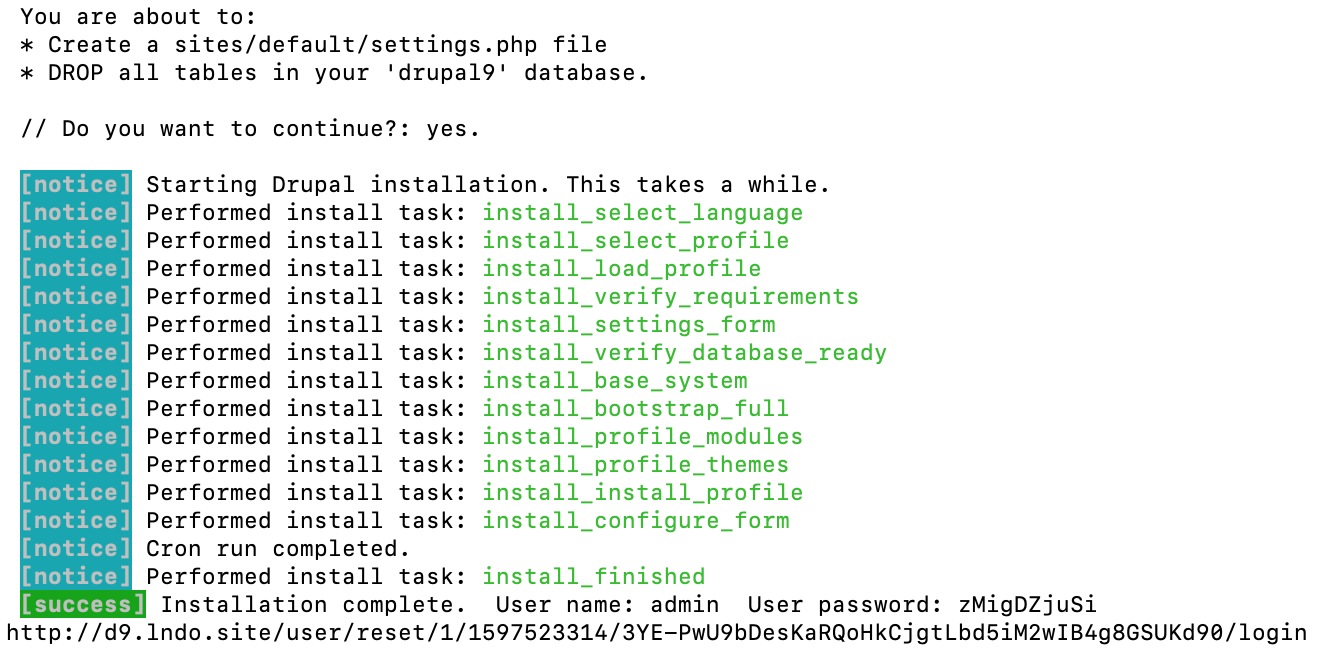 You are about to:
* Create a sites/default/settings.php file
* DROP all tables in your 'drupal9' database.
// Do you want to continue?: yes.
[notice] Starting Drupal installation. This takes a while.
[notice] Performed install task: install_select_language
[notice] Performed install task: install_select_profile
[notice] Performed install task: install_load_profile
[notice] Performed install task: install_verify_requirements
[notice] Performed install task: install_settings_form
[notice] Performed install task: install_verify_database_ready
[notice] Performed install task: install_base_system
[notice] Performed install task: install_bootstrap_full
[notice] Performed install task: install_profile_modules
[notice] Performed install task: install_profile_themes
[notice] Performed install task: install_install_profile
[notice] Performed install task: install_configure_form
[notice] Cron run completed.
[notice] Performed install task: install_finished
[success] Installation complete.  User name: admin  User password: zMigDZjuSi
http://d9.lndo.site/user/reset/1/1597523314/3YE-PwU9bDesKaRQoHkCjgtLbd5iM2wIB4g8GSUKd90/login